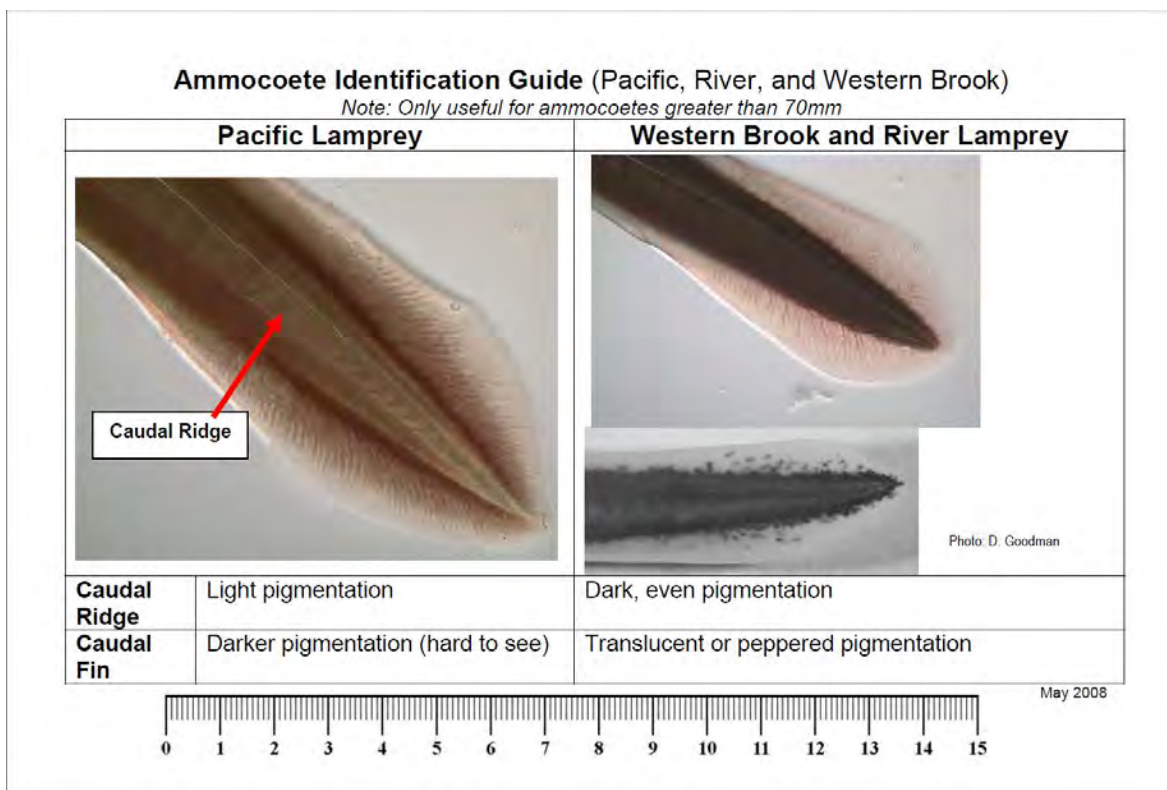 Ammocoete Identification Guide (Pacific, River, and Western Brook)
Note: Only useful for ammocoetes greater than 70mm
Pacific Lamprey
Western Brook and River Lamprey
Caudal Ridge
Photo: D. Goodman
Caudal Ridge
Light pigmentation
Dark, even pigmentation
Caudal Fin
Darker pigmentation (hard to see)
Translucent or peppered pigmentation
May 2008
0 1 2 3 4 5 6 7 8 9 10 11 12 13 14 15